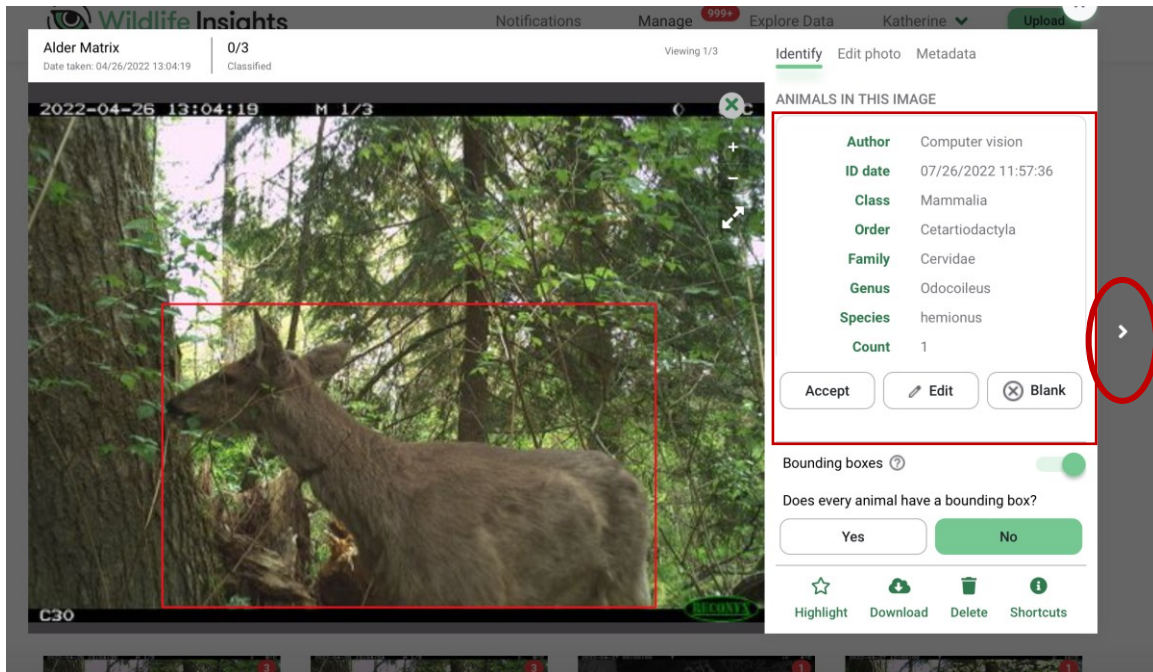 Wildlife Insights Notifications Manage 999+ Explore Data Katherine Upload
Alder Matrix 0/3 Viewing 1/3
Date taken: 04/26/2022 13:04:19 Classified
Identify Edit photo Metadata
2022-04-26 13:04:19 M 1/3 C
ANIMALS IN THIS IMAGE
Author Computer vision
ID date 07/26/2022 11:57:36
Class Mammalia
Order Cetartiodactyla
Family Cervidae
Genus Odocoileus
Species hemionus
Count 1
Accept Edit Blank
Bounding boxes
Does every animal have a bounding box?
Yes No
Highlight Download Delete Shortcuts
C30 RECONYX
3 3 1 1